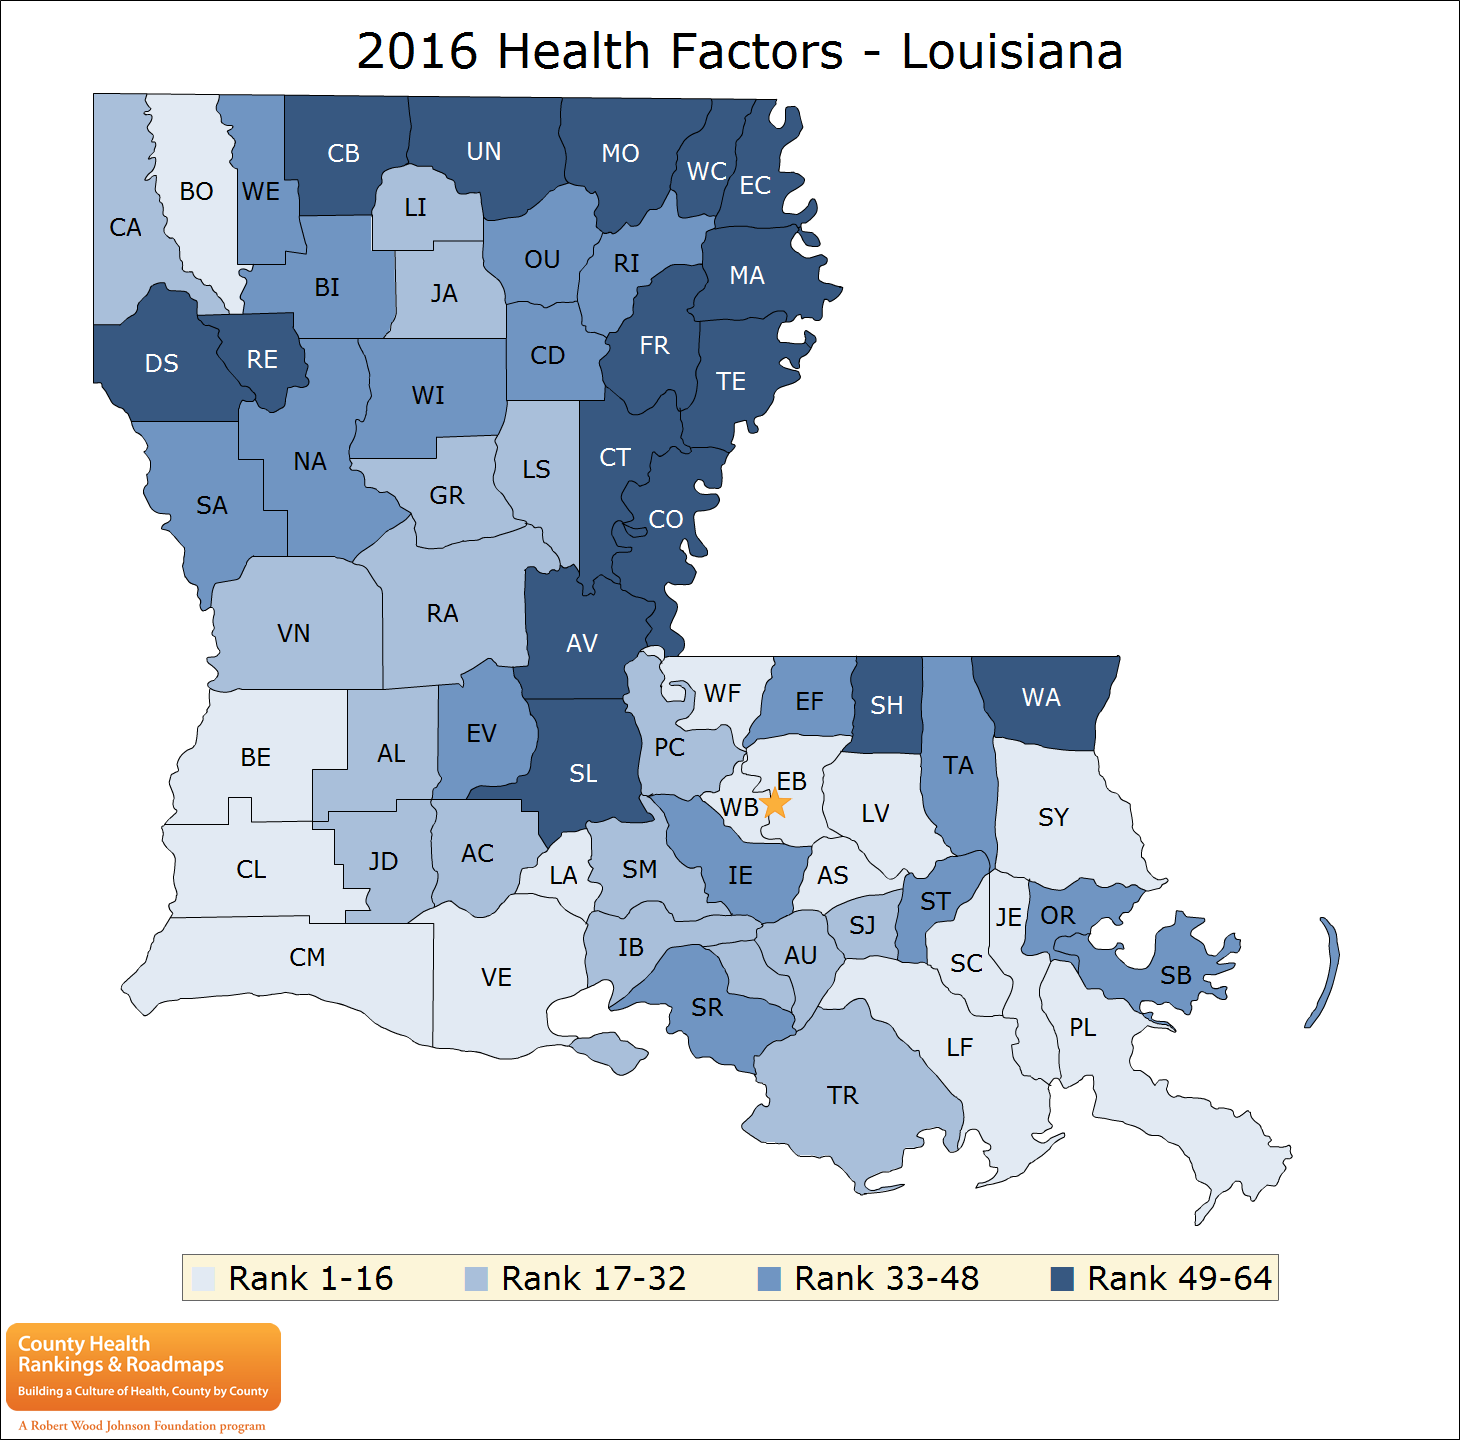 2016 Health Factors - Louisiana
CB
UN
MO
WC
EC
BO
WE
LI
CA
OU
RI
MA
BI
JA
DS
RE
FR
CD
TE
WI
NA
LS
CT
GR
SA
CO
VN
RA
AV
WF
EF
SH
WA
BE
AL
EV
PC
SL
EB
TA
WB
LV
SY
CL
JD
AC
LA
SM
IE
AS
ST
SJ
JE
OR
CM
VE
IB
AU
SC
SB
SR
PL
LF
TR
Rank 1-16 Rank 17-32 Rank 33-48 Rank 49-64
County Health
Rankings & Roadmaps
Building a Culture of Health, County by County
A Robert Wood Johnson Foundation program